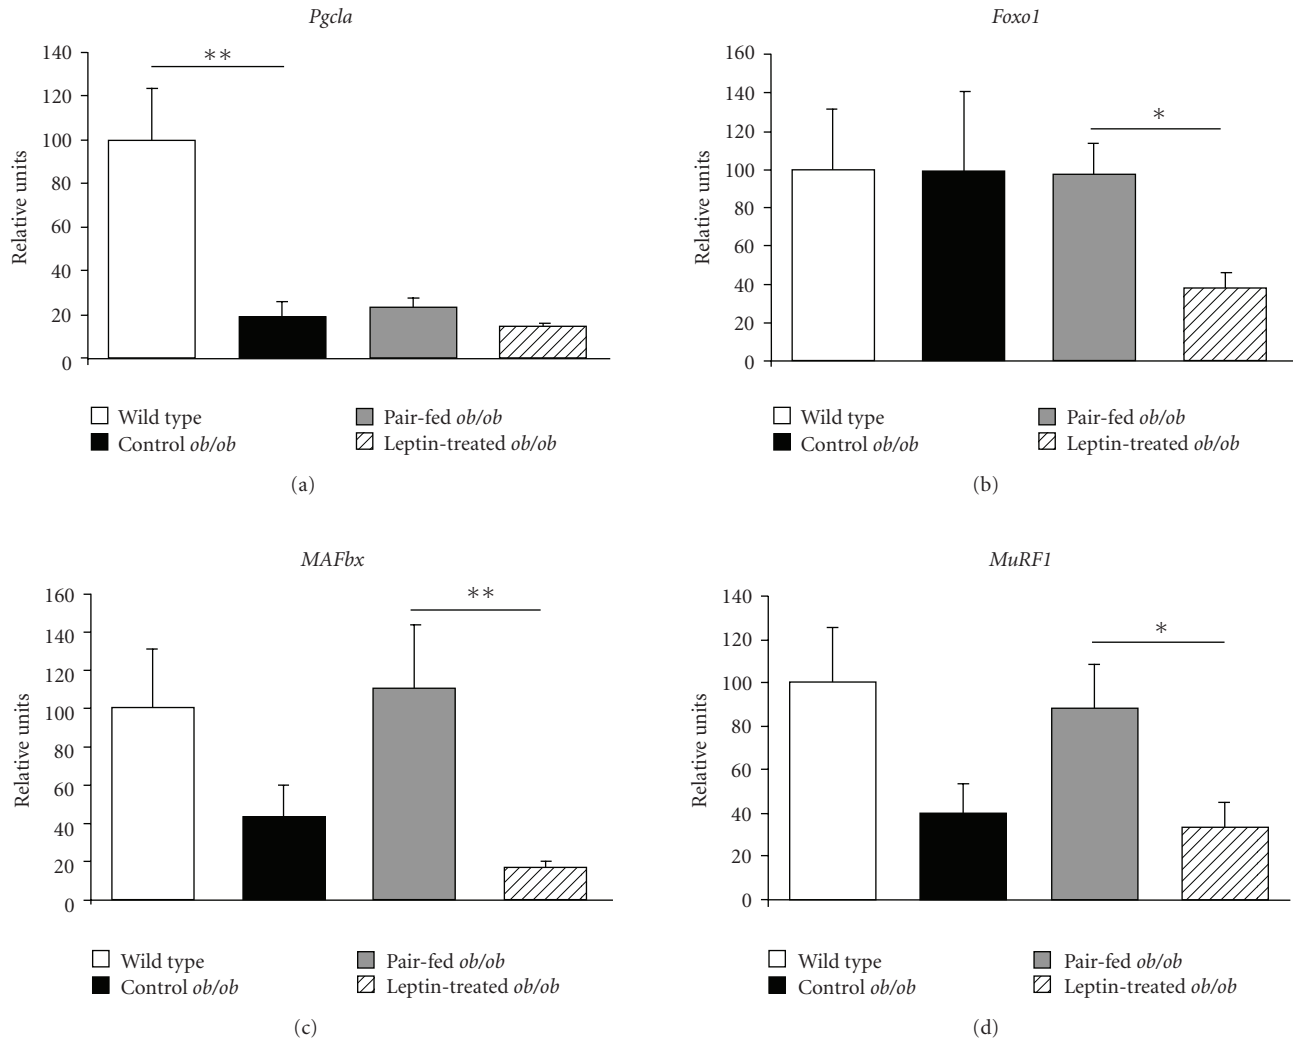 Pgcla
140
120
100
80
60
40
20
0
Relative units
**
Wild type
Control ob/ob
Pair-fed ob/ob
Leptin-treated ob/ob
(a)
Foxo1
160
140
120
100
80
60
40
20
0
Relative units
*
Wild type
Control ob/ob
Pair-fed ob/ob
Leptin-treated ob/ob
(b)
MAFbx
160
140
120
100
80
60
40
20
0
Relative units
**
Wild type
Control ob/ob
Pair-fed ob/ob
Leptin-treated ob/ob
(c)
MuRF1
140
120
100
80
60
40
20
0
Relative units
*
Wild type
Control ob/ob
Pair-fed ob/ob
Leptin-treated ob/ob
(d)